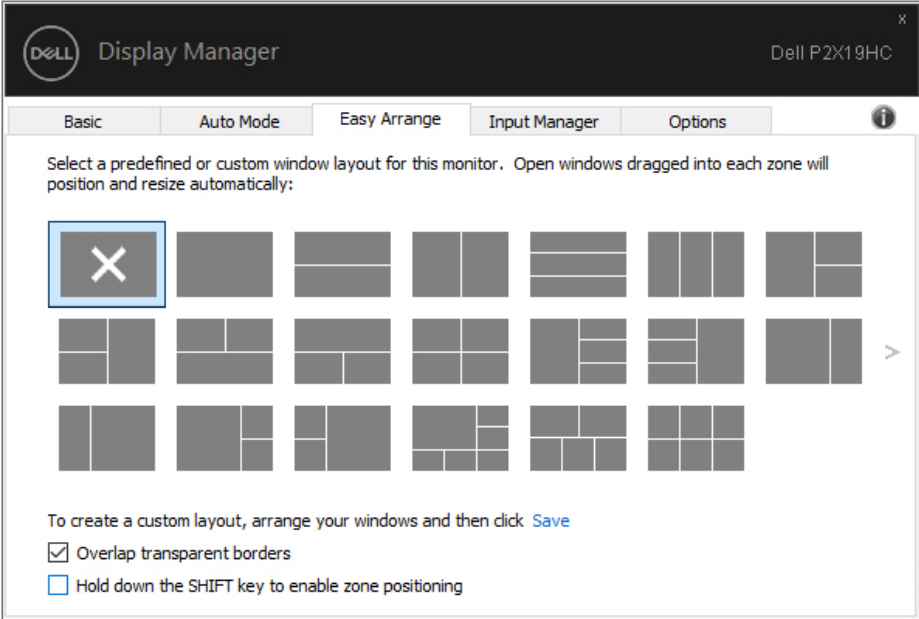 x
DELL
Display Manager
Dell P2X19HC
Basic
Auto Mode
Easy Arrange
Input Manager
Options
i
Select a predefined or custom window layout for this monitor.  Open windows dragged into each zone will
position and resize automatically:
>
To create a custom layout, arrange your windows and then click  Save
Overlap transparent borders
Hold down the SHIFT key to enable zone positioning